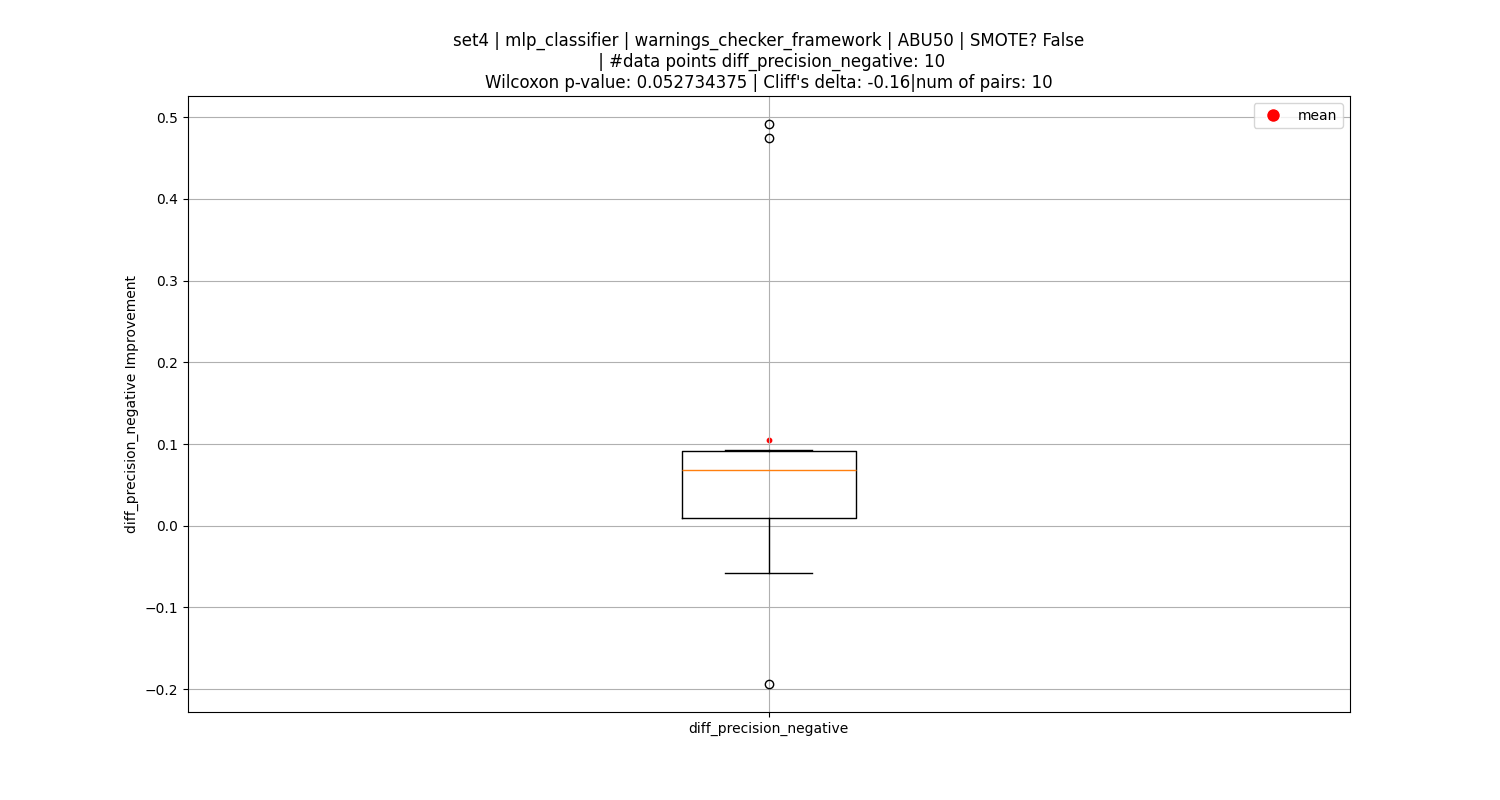 set4 | mlp_classifier | warnings_checker_framework | ABU50 | SMOTE? False
| #data points diff_precision_negative: 10
Wilcoxon p-value: 0.052734375 | Cliff's delta: -0.16|num of pairs: 10
mean
0.5
0.4
0.3
0.2
0.1
0.0
−0.1
−0.2
diff_precision_negative Improvement
diff_precision_negative